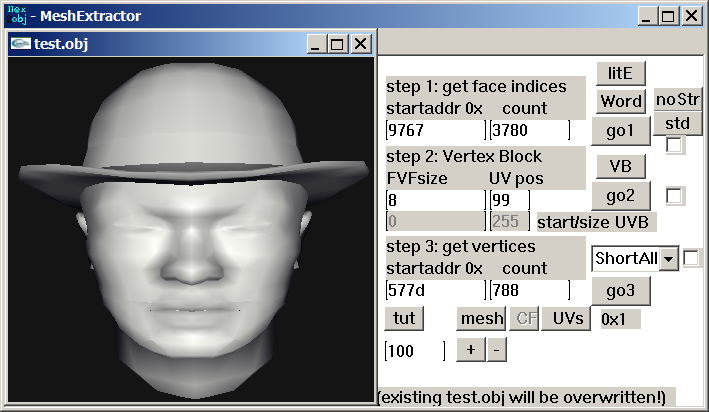 Hex
obj - MeshExtractor
test.obj
step 1: get face indices
startaddr 0x count
9767 3780
litE
Word
go1
noStr
std
step 2: Vertex Block
FVFsize UV pos
8 99
0 255 start/size UVB
VB
go2
step 3: get vertices
startaddr 0x count
577d 788
ShortAll
go3
tut mesh CF UVs 0x1
100 + -
(existing test.obj will be overwritten!)